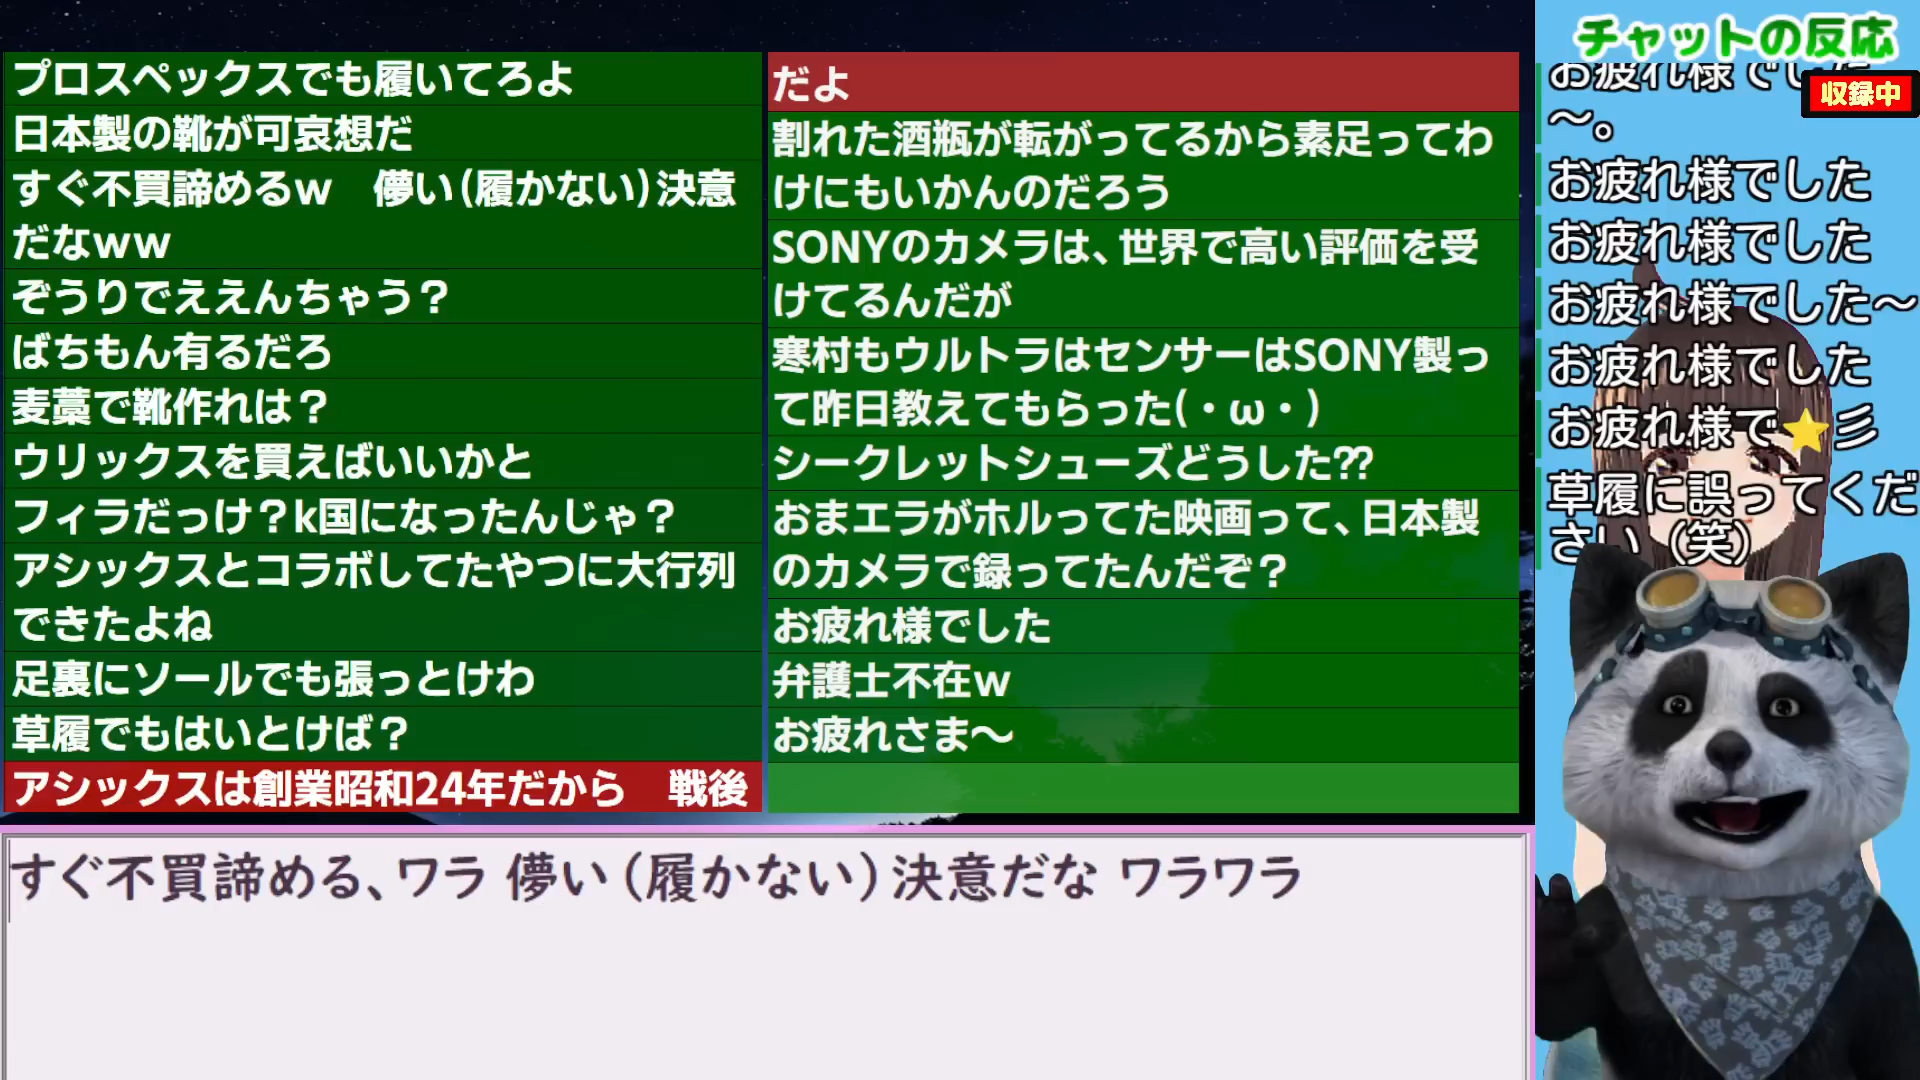 プロスペックスでも履いてろよ
日本製の靴が可哀想だ
すぐ不買諦めるw　儚い(履かない)決意
だなww
ぞうりでええんちゃう？
ばちもん有るだろ
麦藁で靴作れは？
ウリックスを買えばいいかと
フィラだっけ？k国になったんじゃ？
アシックスとコラボしてたやつに大行列
できたよね
足裏にソールでも張っとけわ
草履でもはいとけば？
アシックスは創業昭和24年だから　戦後
だよ
割れた酒瓶が転がってるから素足ってわ
けにもいかんのだろう
SONYのカメラは、世界で高い評価を受
けてるんだが
寒村もウルトラはセンサーはSONY製っ
て昨日教えてもらった(・ω・)
シークレットシューズどうした⁇
おまエラがホルってた映画って、日本製
のカメラで録ってたんだぞ？
お疲れ様でした
弁護士不在w
お疲れさま～
すぐ不買諦める、ワラ 儚い(履かない)決意だな ワラワラ
チャットの反応
収録中
お疲れ様でした
～。
お疲れ様でした
お疲れ様でした
お疲れ様でした～
お疲れ様でした
お疲れ様で⭐彡
草履に誤ってくだ
さい（笑）